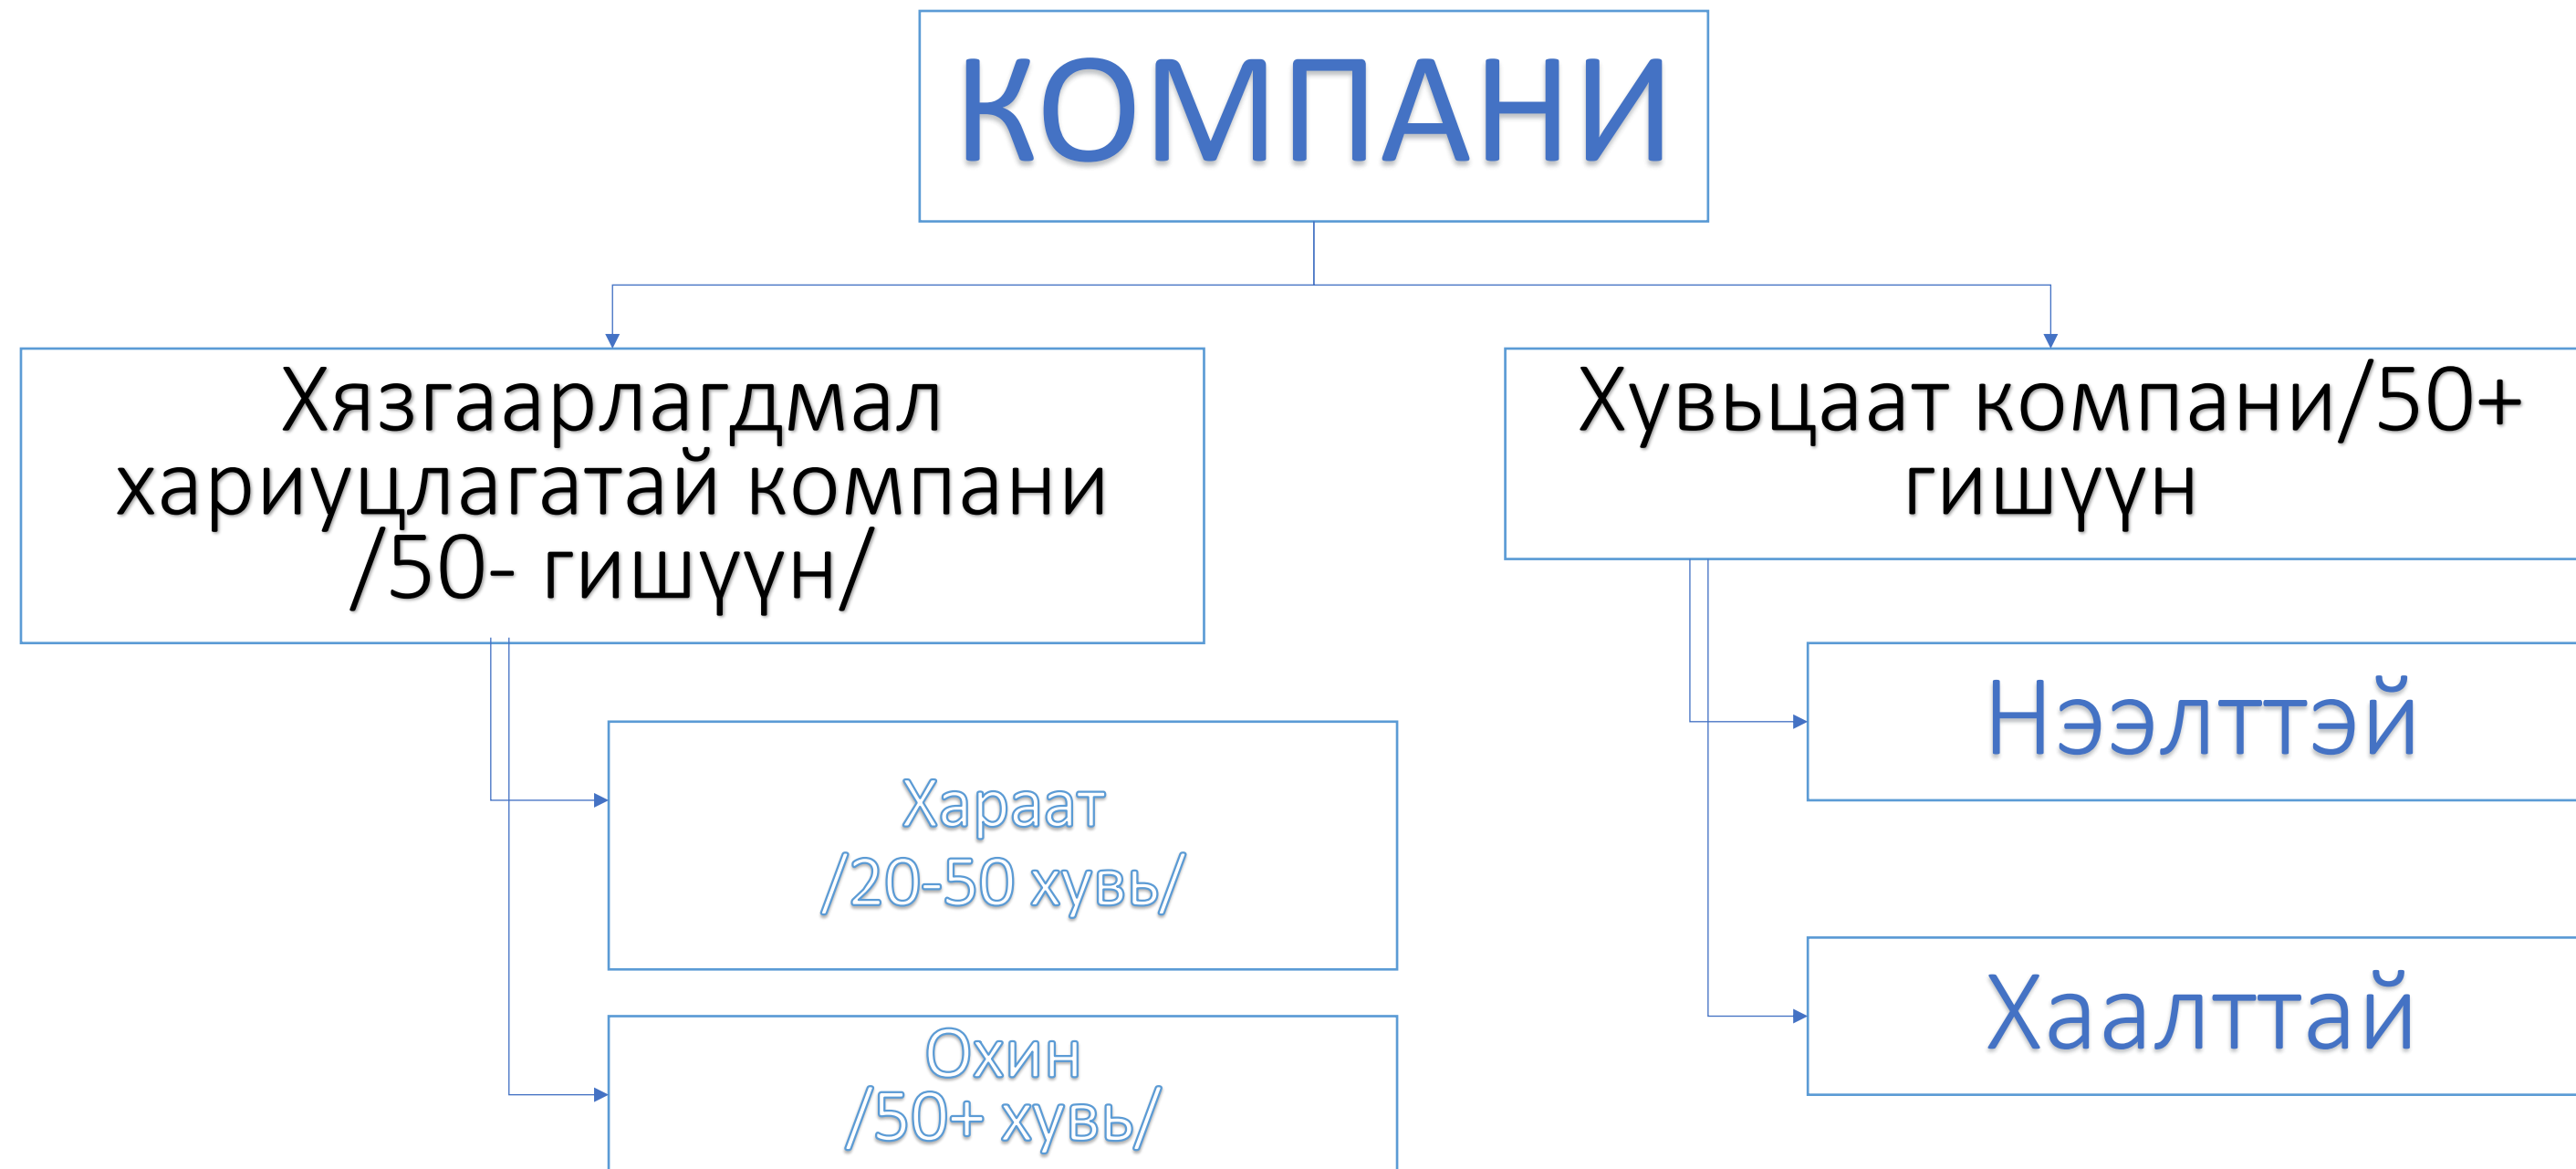 КОМПАНИ
Хязгаарлагдмал
хариуцлагатай компани
/50- гишүүн/
Хараат
/20-50 хувь/
Охин
/50+ хувь/
Хувьцаат компани/50+
гишүүн
Нээлттэй
Хаалттай